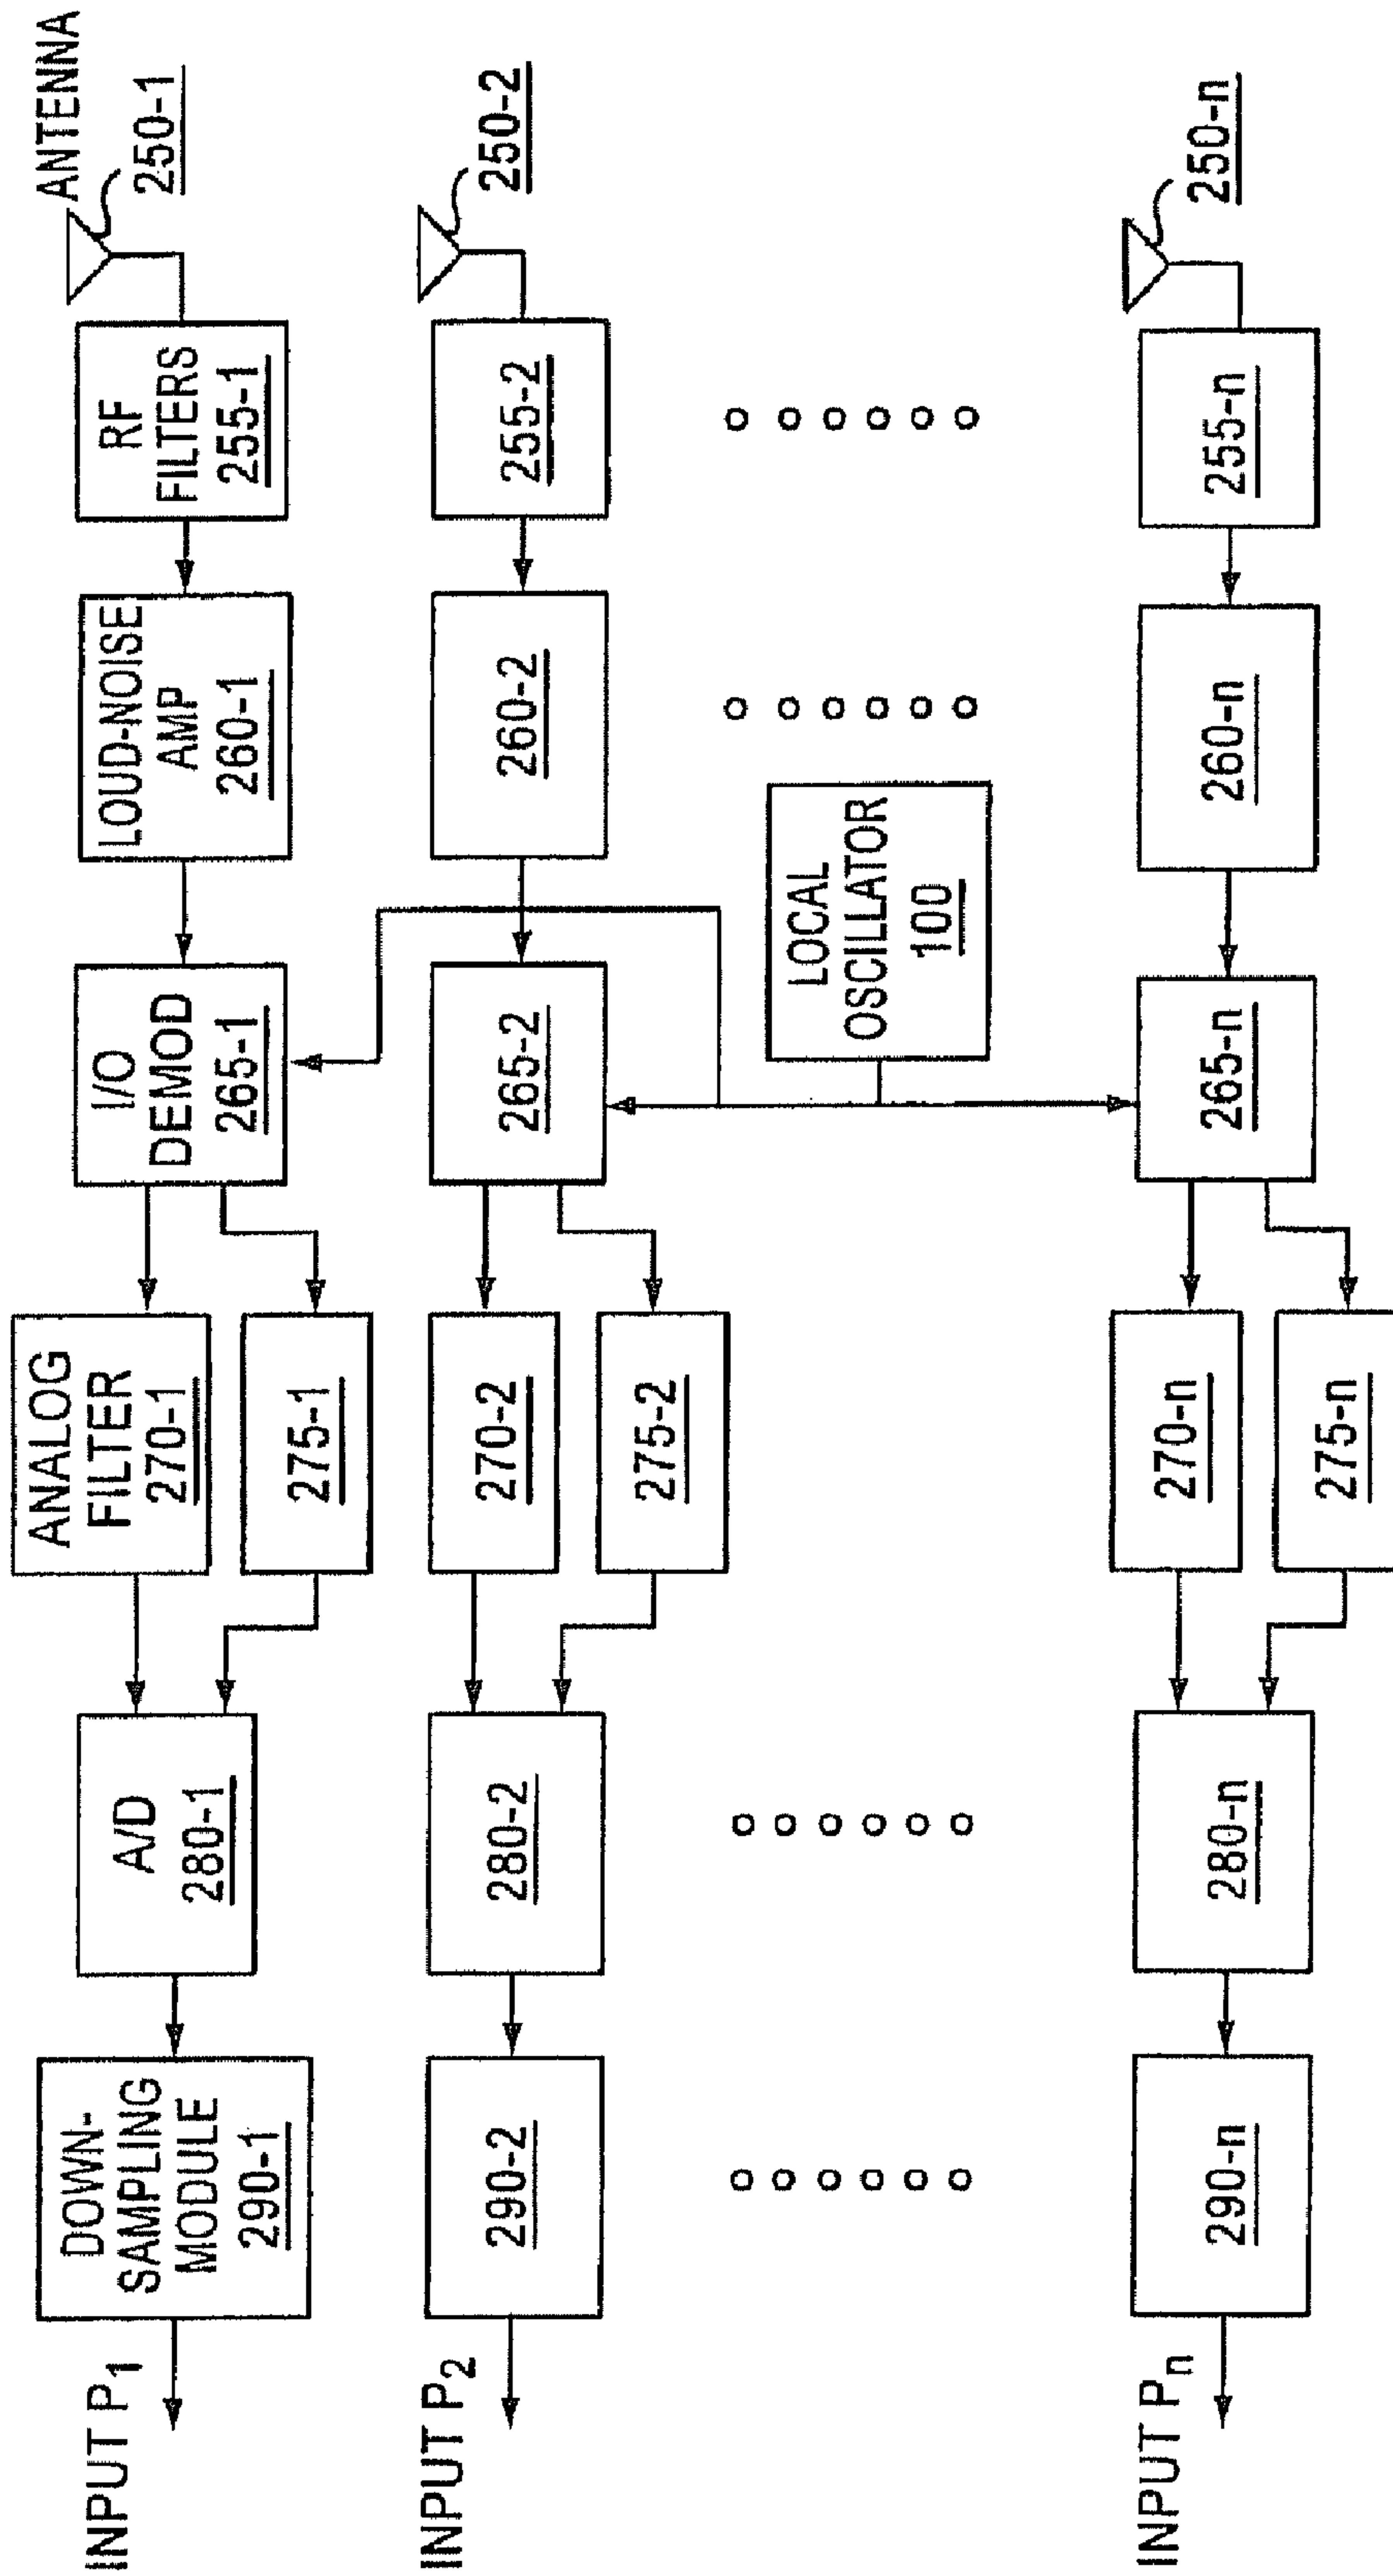 ANTENNA
250-1
RF
FILTERS
255-1
LOUD-NOISE
AMP
260-1
I/O
DEMOD
265-1
ANALOG
FILTER
270-1
275-1
A/D
280-1
DOWN-
SAMPLING
MODULE
290-1
INPUT P1
250-2
255-2
260-2
265-2
270-2
275-2
280-2
290-2
INPUT P2
LOCAL
OSCILLATOR
100
250-n
255-n
260-n
265-n
270-n
275-n
280-n
290-n
INPUT Pn